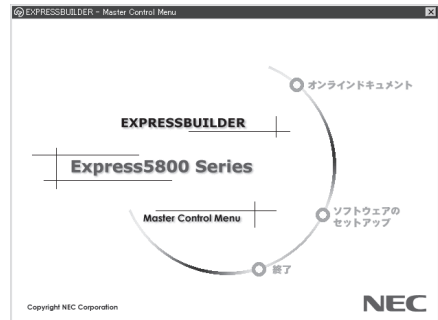 EXPRESSBUILDER - Master Control Menu
オンラインドキュメント
EXPRESSBUILDER
Express5800 Series
Master Control Menu
ソフトウェアの
セットアップ
終了
Copyright NEC Corporation
NEC